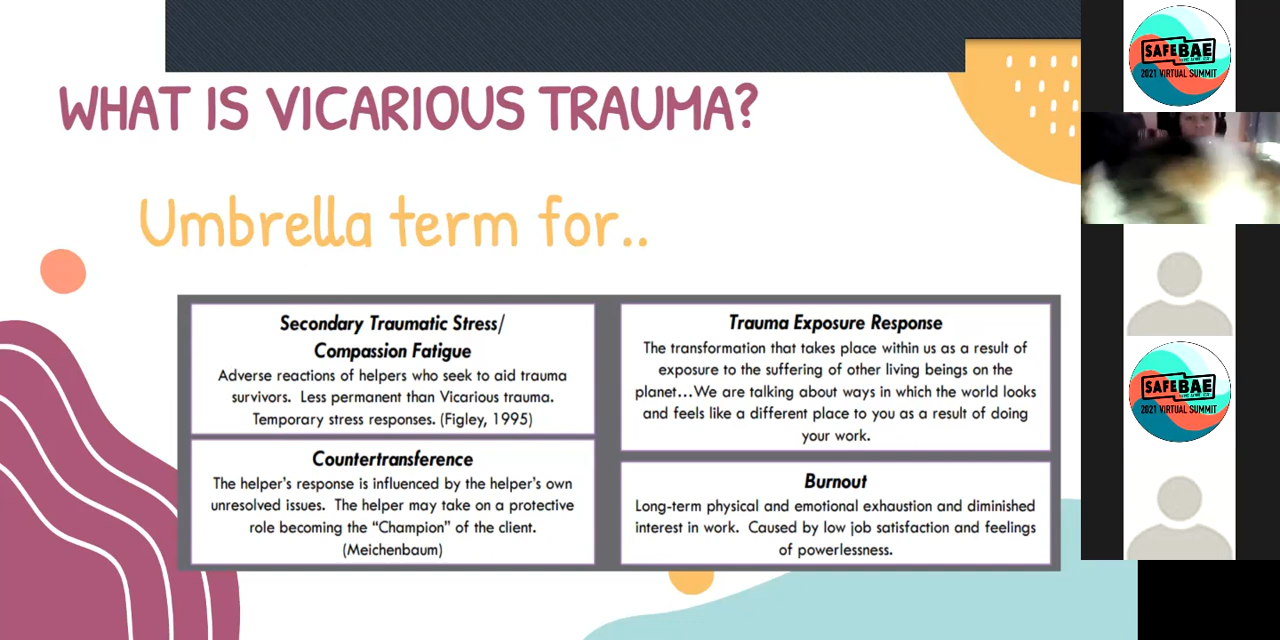 WHAT IS VICARIOUS TRAUMA?
Umbrella term for..
Secondary Traumatic Stress/
Compassion Fatigue
Adverse reactions of helpers who seek to aid trauma
survivors. Less permanent than Vicarious trauma.
Temporary stress responses. (Figley, 1995)
Countertransference
The helper's response is influenced by the helper's own
unresolved issues. The helper may take on a protective
role becoming the “Champion” of the client.
(Meichenbaum)
Trauma Exposure Response
The transformation that takes place within us as a result of
exposure to the suffering of other living beings on the
planet...We are talking about ways in which the world looks
and feels like a different place to you as a result of doing
your work.
Burnout
Long-term physical and emotional exhaustion and diminished
interest in work. Caused by low job satisfaction and feelings
of powerlessness.
SAFEBAE
2021 VIRTUAL SUMMIT
SAFEBAE
2021 VIRTUAL SUMMIT